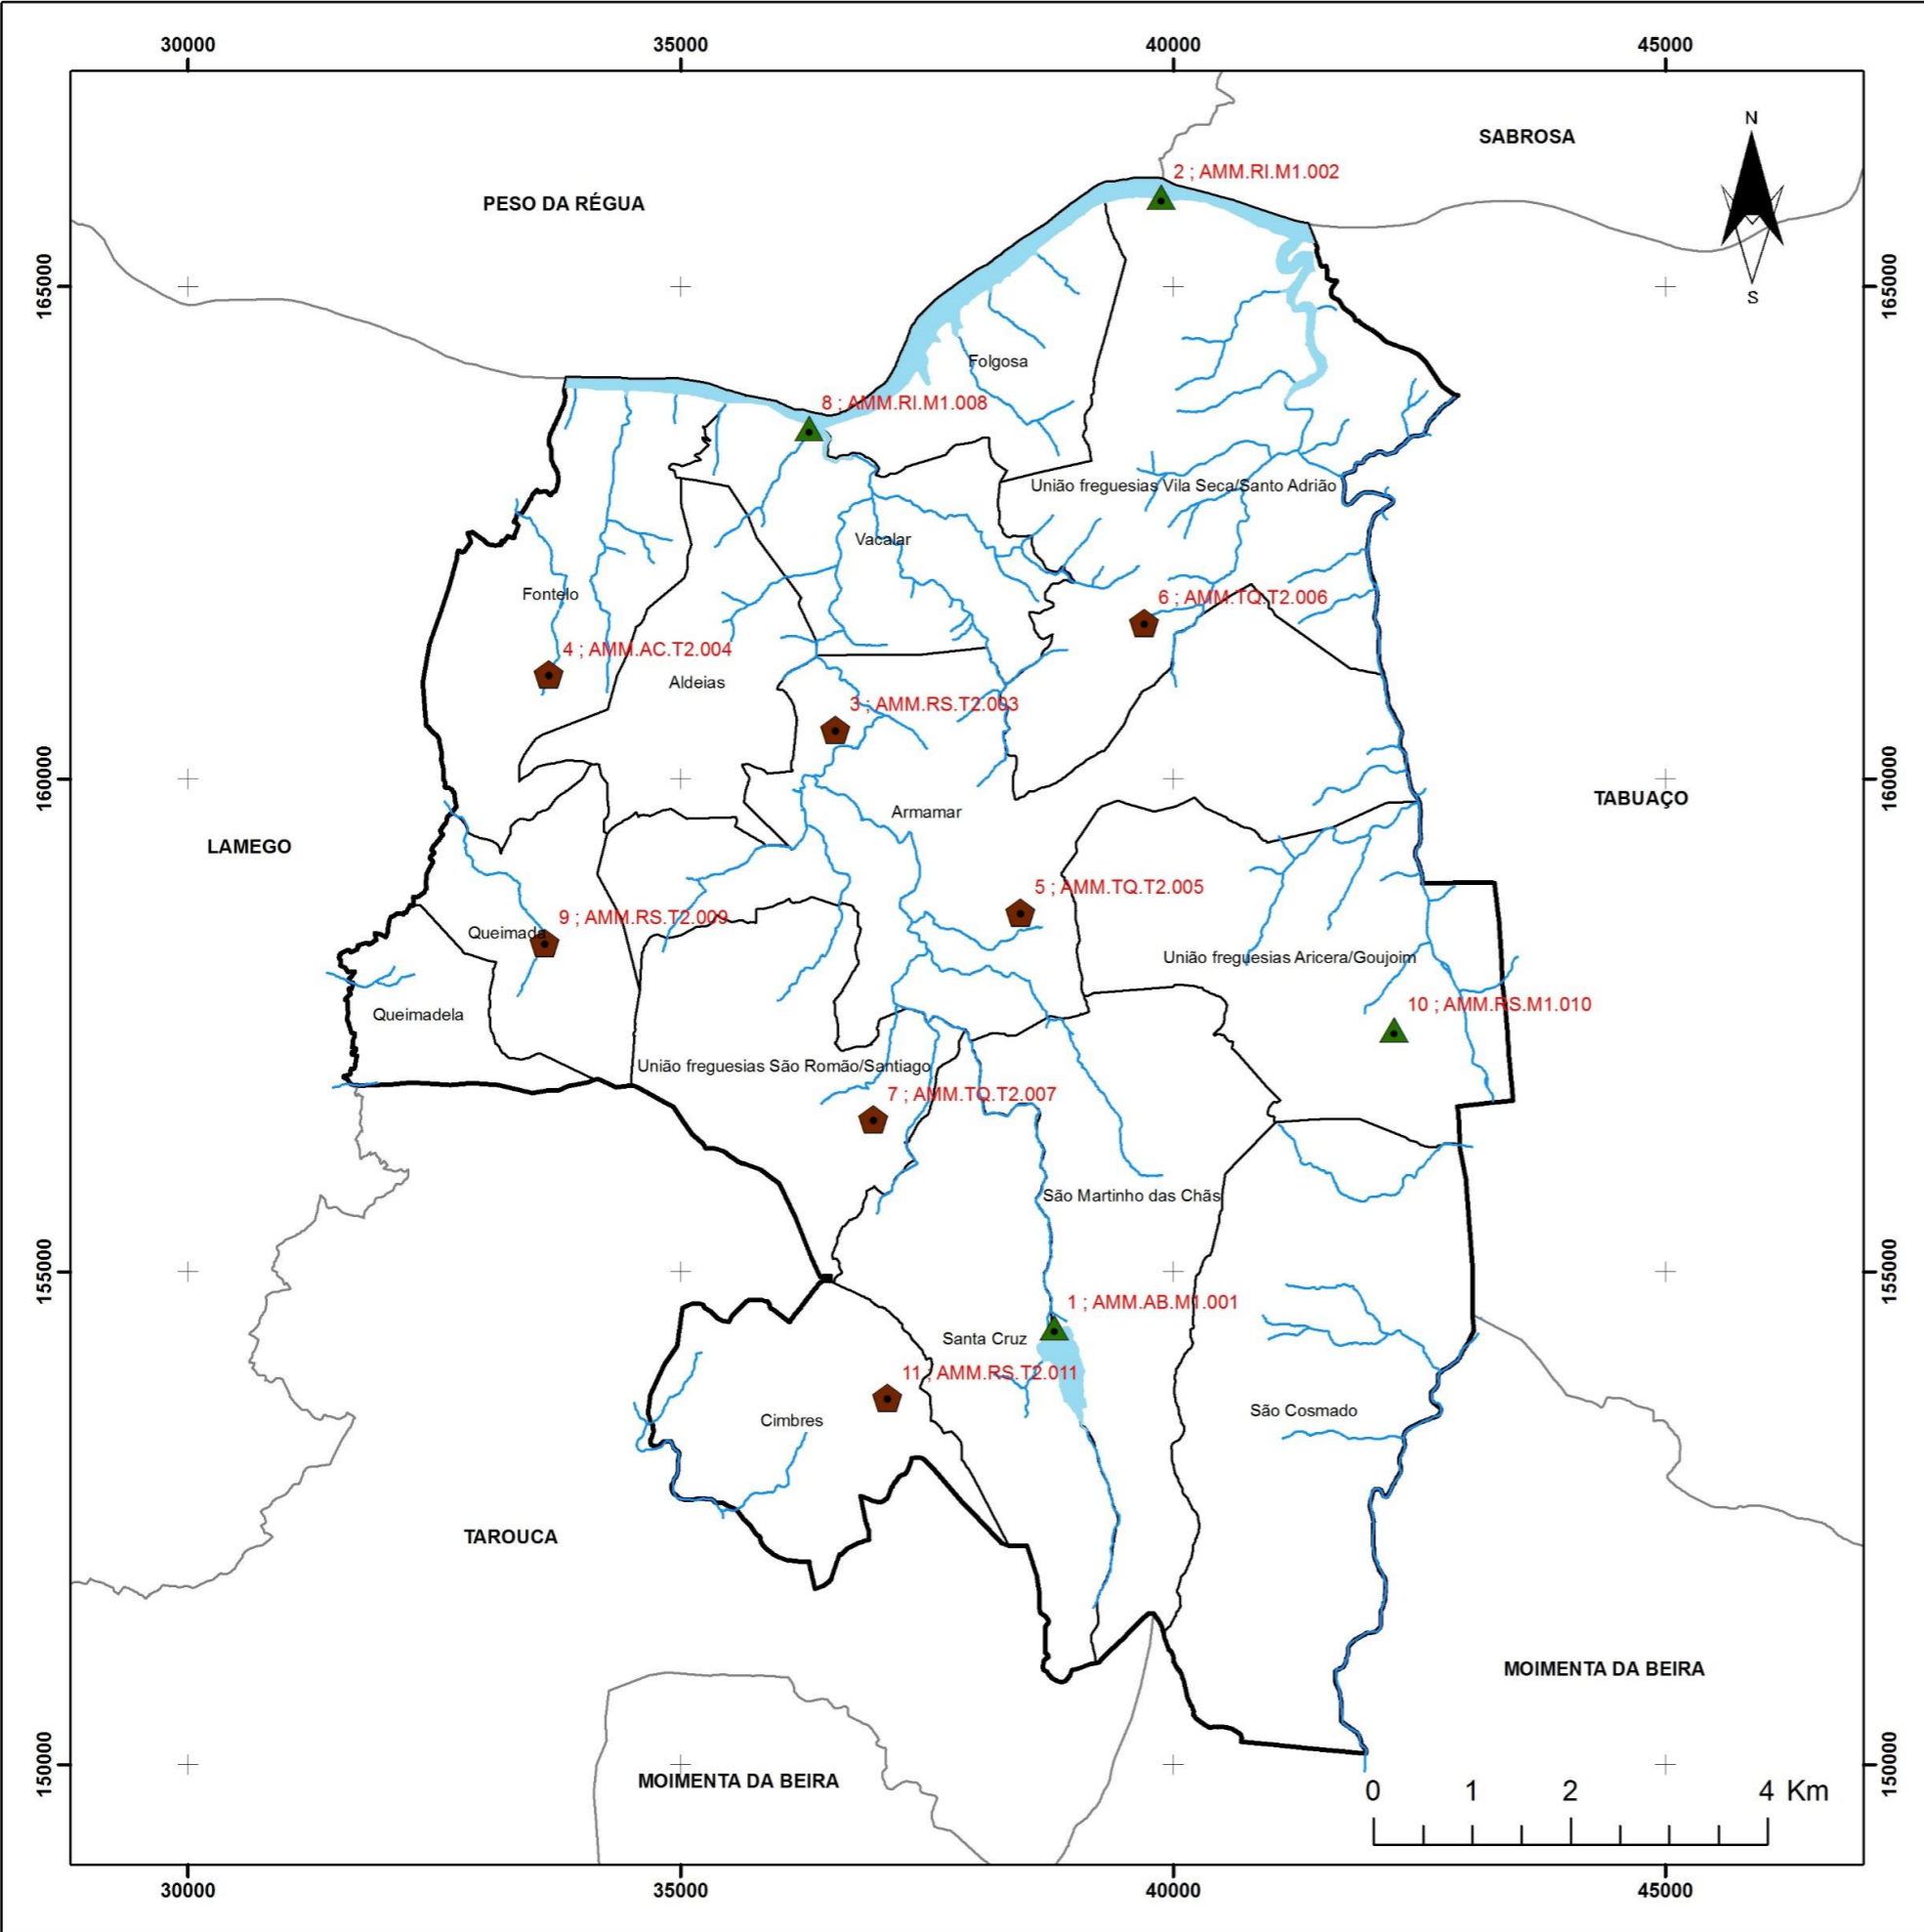 30000 35000 40000 45000
N
SABROSA
2 ; AMM.RI.M1.002
PESO DA RÉGUA
165000
165000
S
Folgosa
8 ; AMM.RI.M1.008
União freguesias Vila Seca/Santo Adrião
Vacalar
Fontelo
6 ; AMM.TQ.T2.006
4 ; AMM.AC.T2.004
Aldeias
3 ; AMM.RS.T2.003
160000
160000
TABUAÇO
Armamar
LAMEGO
5 ; AMM.TQ.T2.005
9 ; AMM.RS.T2.009
Queimada
União freguesias Aricera/Goujoim
10 ; AMM.RS.M1.010
Queimadela
União freguesias São Romão/Santiago
7 ; AMM.TQ.T2.007
São Martinho das Chãs
155000
155000
1 ; AMM.AB.M1.001
Santa Cruz
11 ; AMM.RS.T2.011
São Cosmado
Cimbres
TAROUCA
MOIMENTA DA BEIRA
150000
150000
MOIMENTA DA BEIRA
0 1 2 4 Km
30000 35000 40000 45000